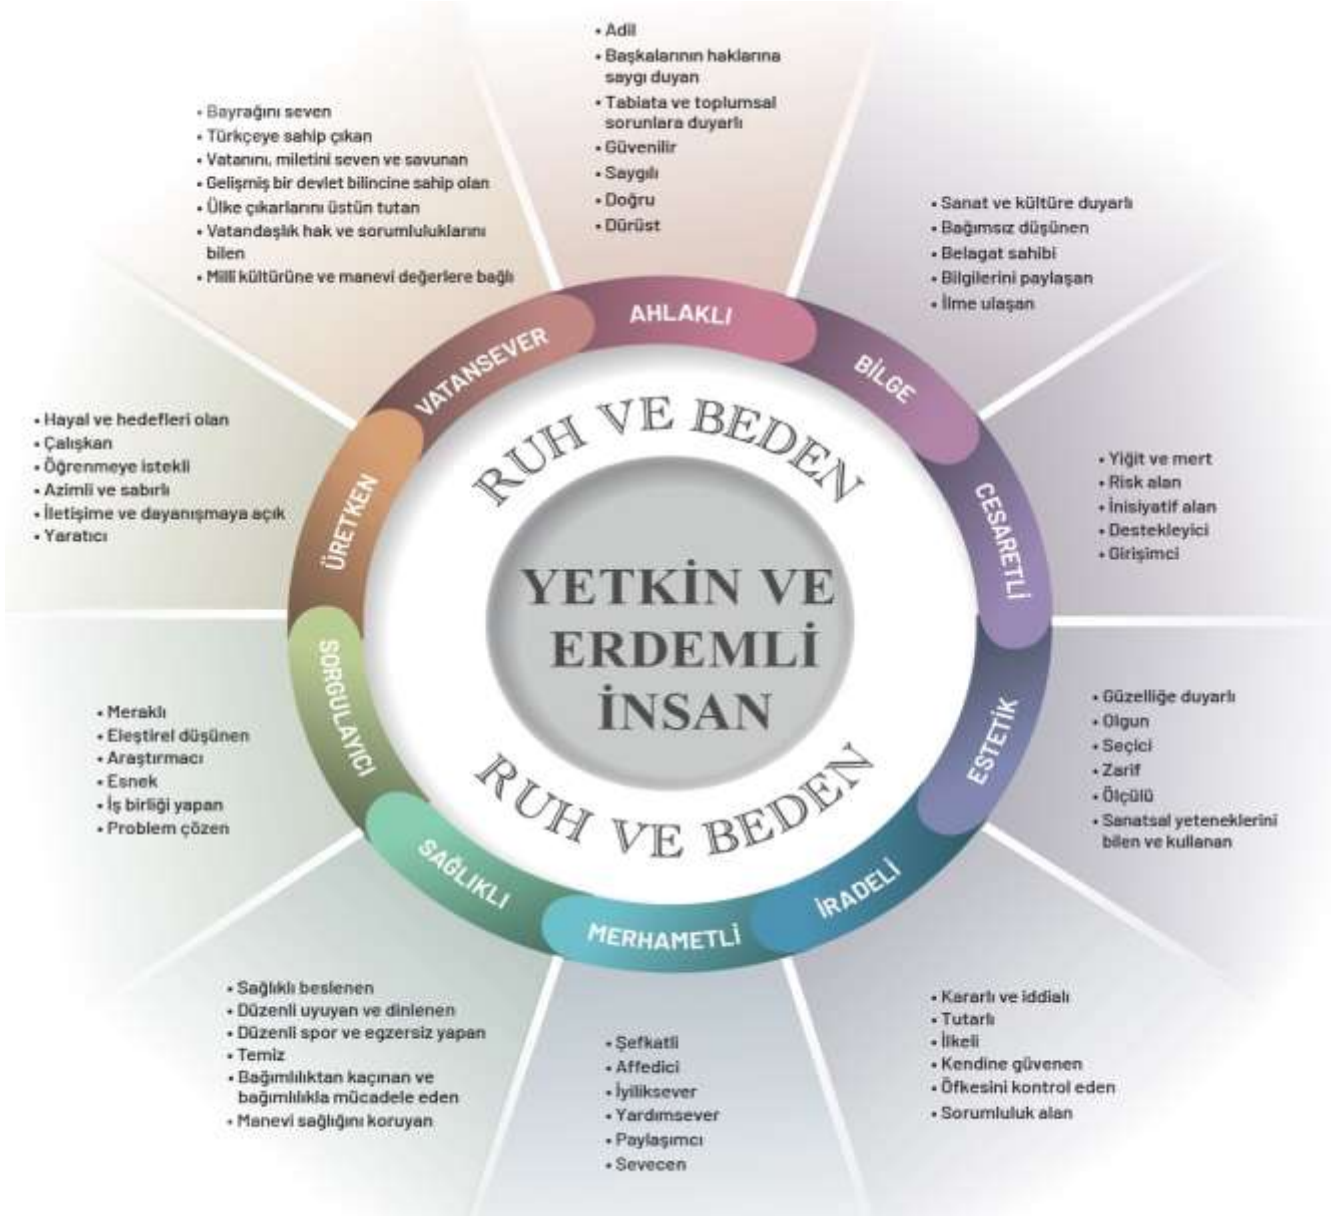 • Adil
• Başkalarının haklarına
saygı duyan
• Tabiata ve toplumsal
sorunlara duyarlı
• Güvenilir
• Saygılı
• Doğru
• Dürüst
• Bayrağını seven
• Türkçeye sahip çıkan
• Vatanını, miletini seven ve savunan
• Gelişmiş bir devlet bilincine sahip olan
• Ülke çıkarlarını üstün tutan
• Vatandaşlık hak ve sorumluluklarını
bilen
• Milli kültürüne ve manevi değerlere bağlı
• Sanat ve kültüre duyarlı
• Bağımsız düşünen
• Belagat sahibi
• Bilgilerini paylaşan
• İlme ulaşan
AHLAKLI
VATANSEVER
BİLGE
• Hayal ve hedefleri olan
• Çalışkan
• Öğrenmeye istekli
• Azimli ve sabırlı
• İletişime ve dayanışmaya açık
• Yaratıcı
ÜRETKEN
RUH VE BEDEN
CESARETLİ
• Yiğit ve mert
• Risk alan
• İnisiyatif alan
• Destekleyici
• Girişimci
YETKİN VE
ERDEMLİ
İNSAN
• Meraklı
• Eleştirel düşünen
• Araştırmacı
• Esnek
• İş birliği yapan
• Problem çözen
SORGULAYICI
ESTETİK
• Güzelliğe duyarlı
• Olgun
• Seçici
• Zarif
• Ölçülü
• Sanatsal yeteneklerini
bilen ve kullanan
RUH VE BEDEN
SAĞLIKLI
MERHAMETLİ
İRADELİ
• Sağlıklı beslenen
• Düzenli uyuyan ve dinlenen
• Düzenli spor ve egzersiz yapan
• Temiz
• Bağımlılıktan kaçınan ve
bağımlılıkla mücadele eden
• Manevi sağlığını koruyan
• Şefkatli
• Affedici
• İyiliksever
• Yardımsever
• Paylaşımcı
• Sevecen
• Kararlı ve iddialı
• Tutarlı
• İlkeli
• Kendine güvenen
• Öfkesini kontrol eden
• Sorumluluk alan